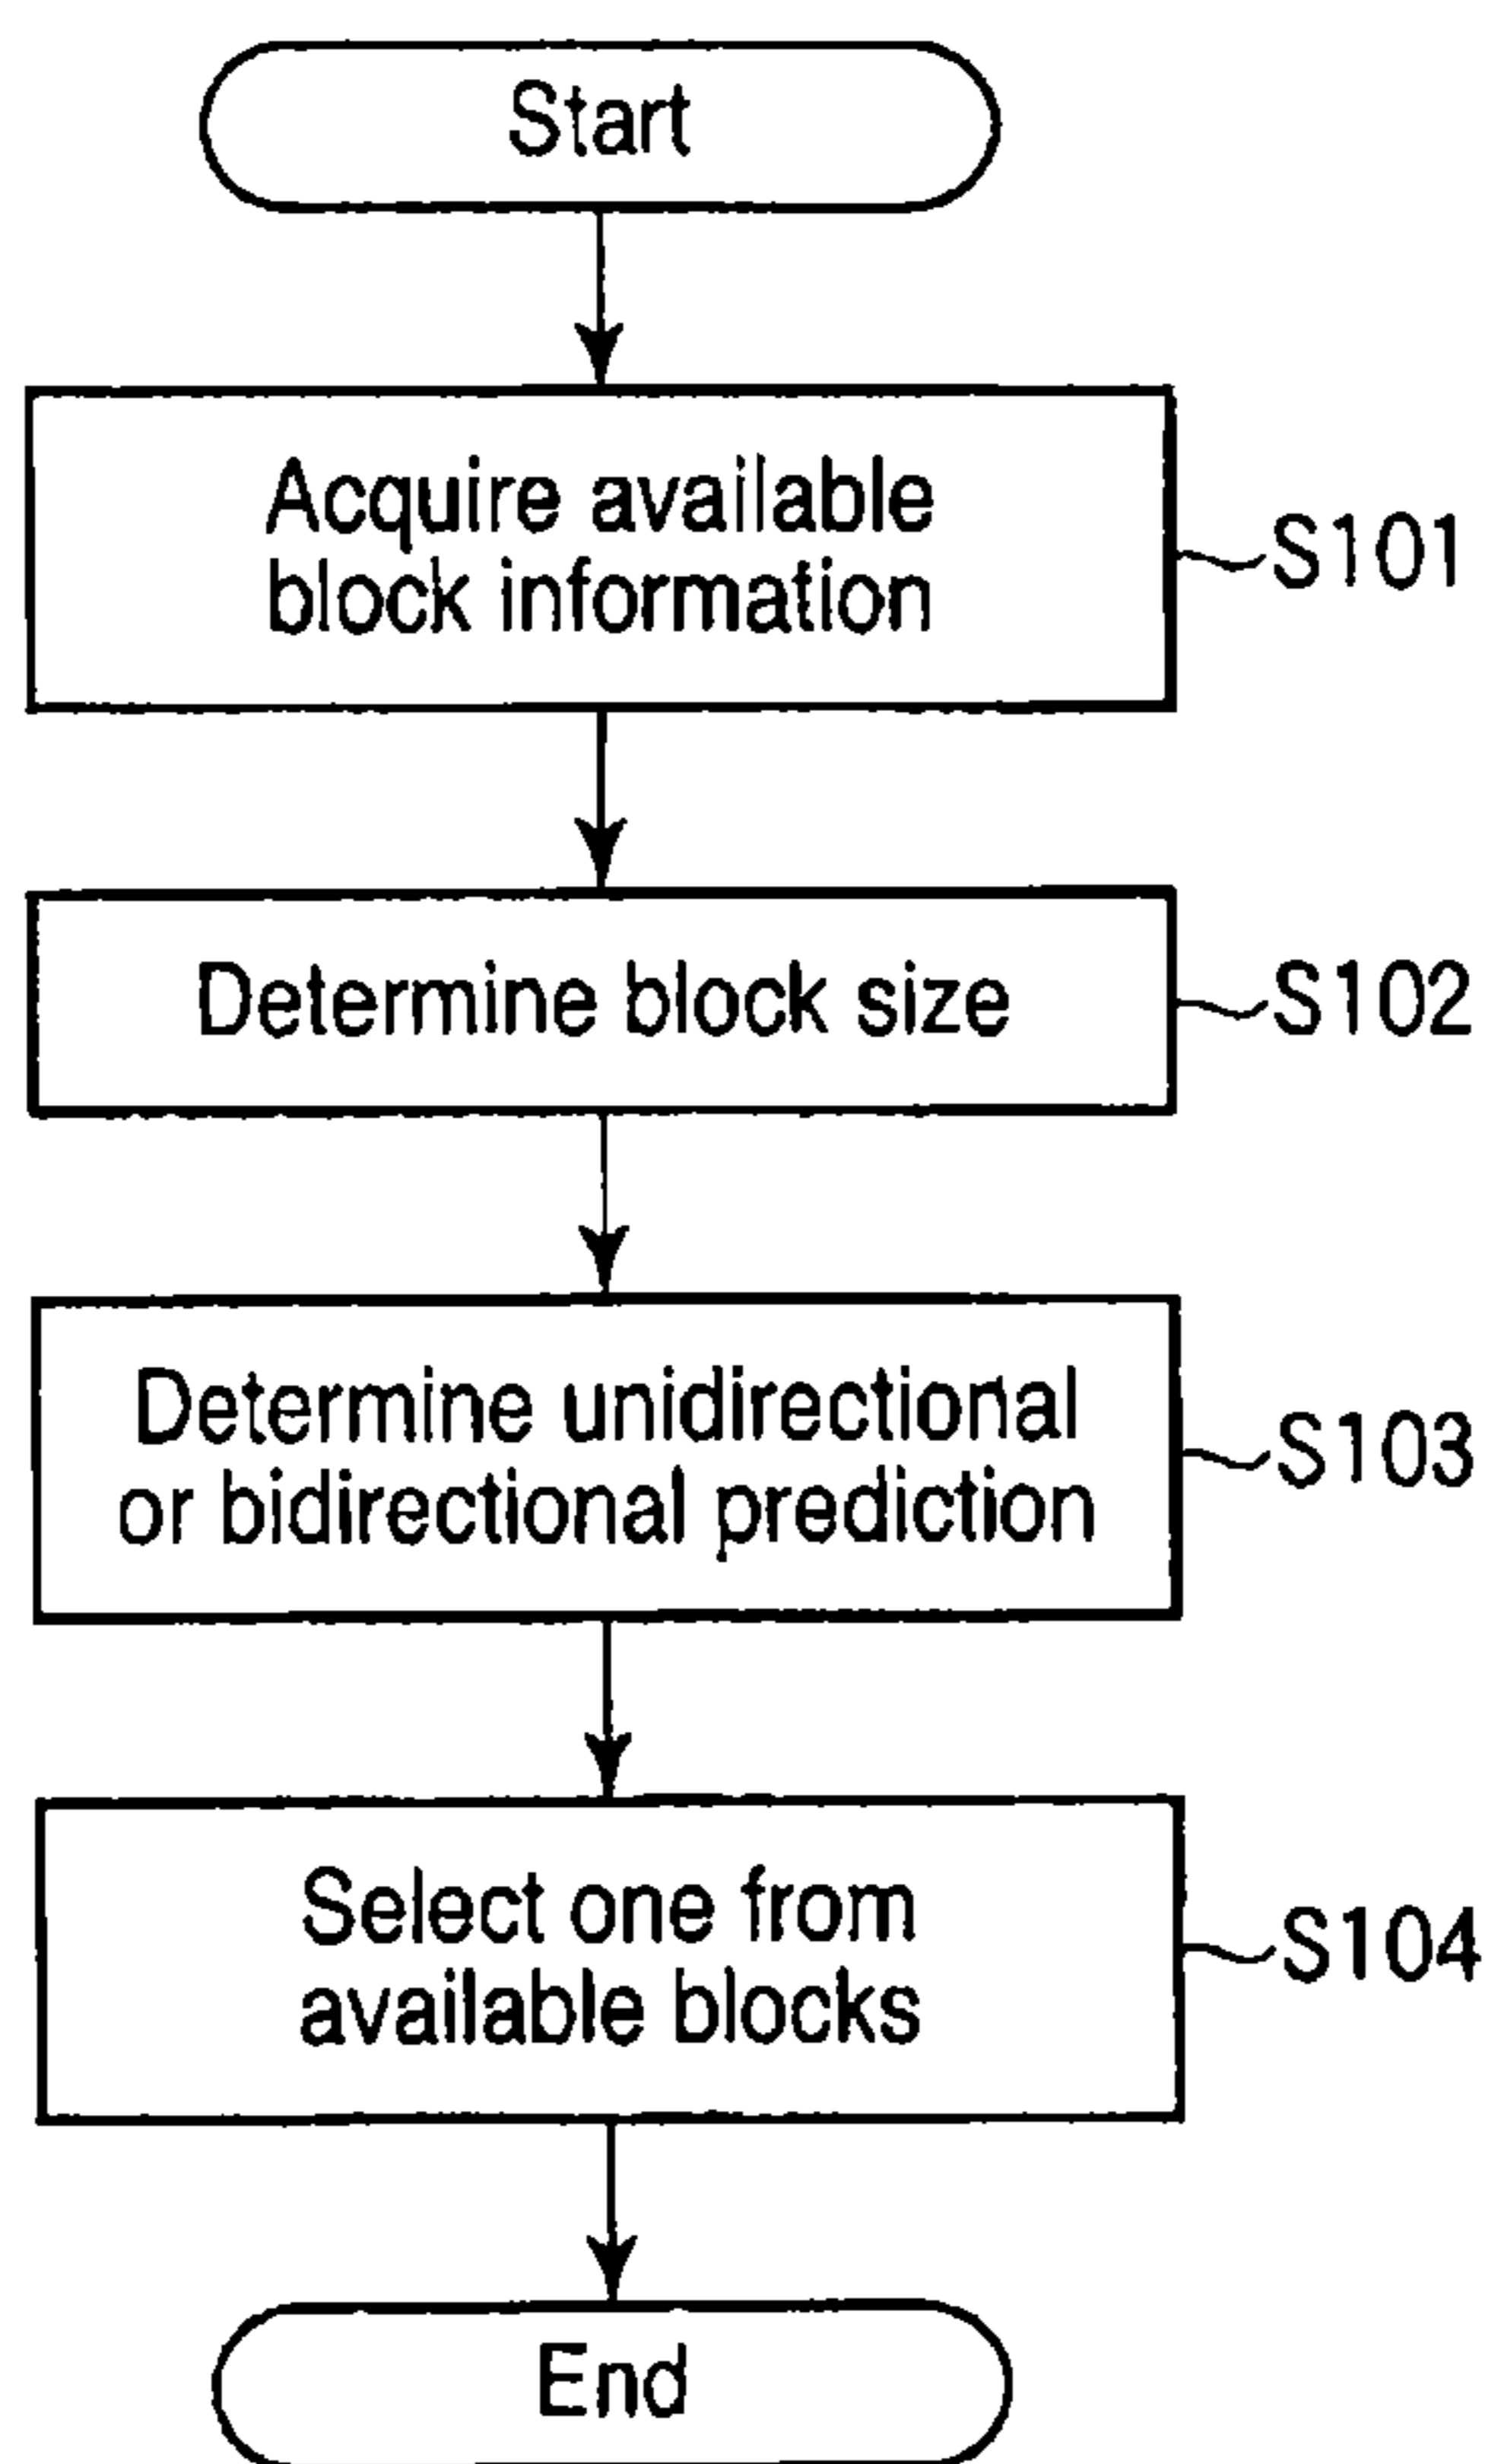 Start
Acquire available
block information
S101
Determine block size
S102
Determine unidirectional
or bidirectional prediction
S103
Select one from
available blocks
S104
End